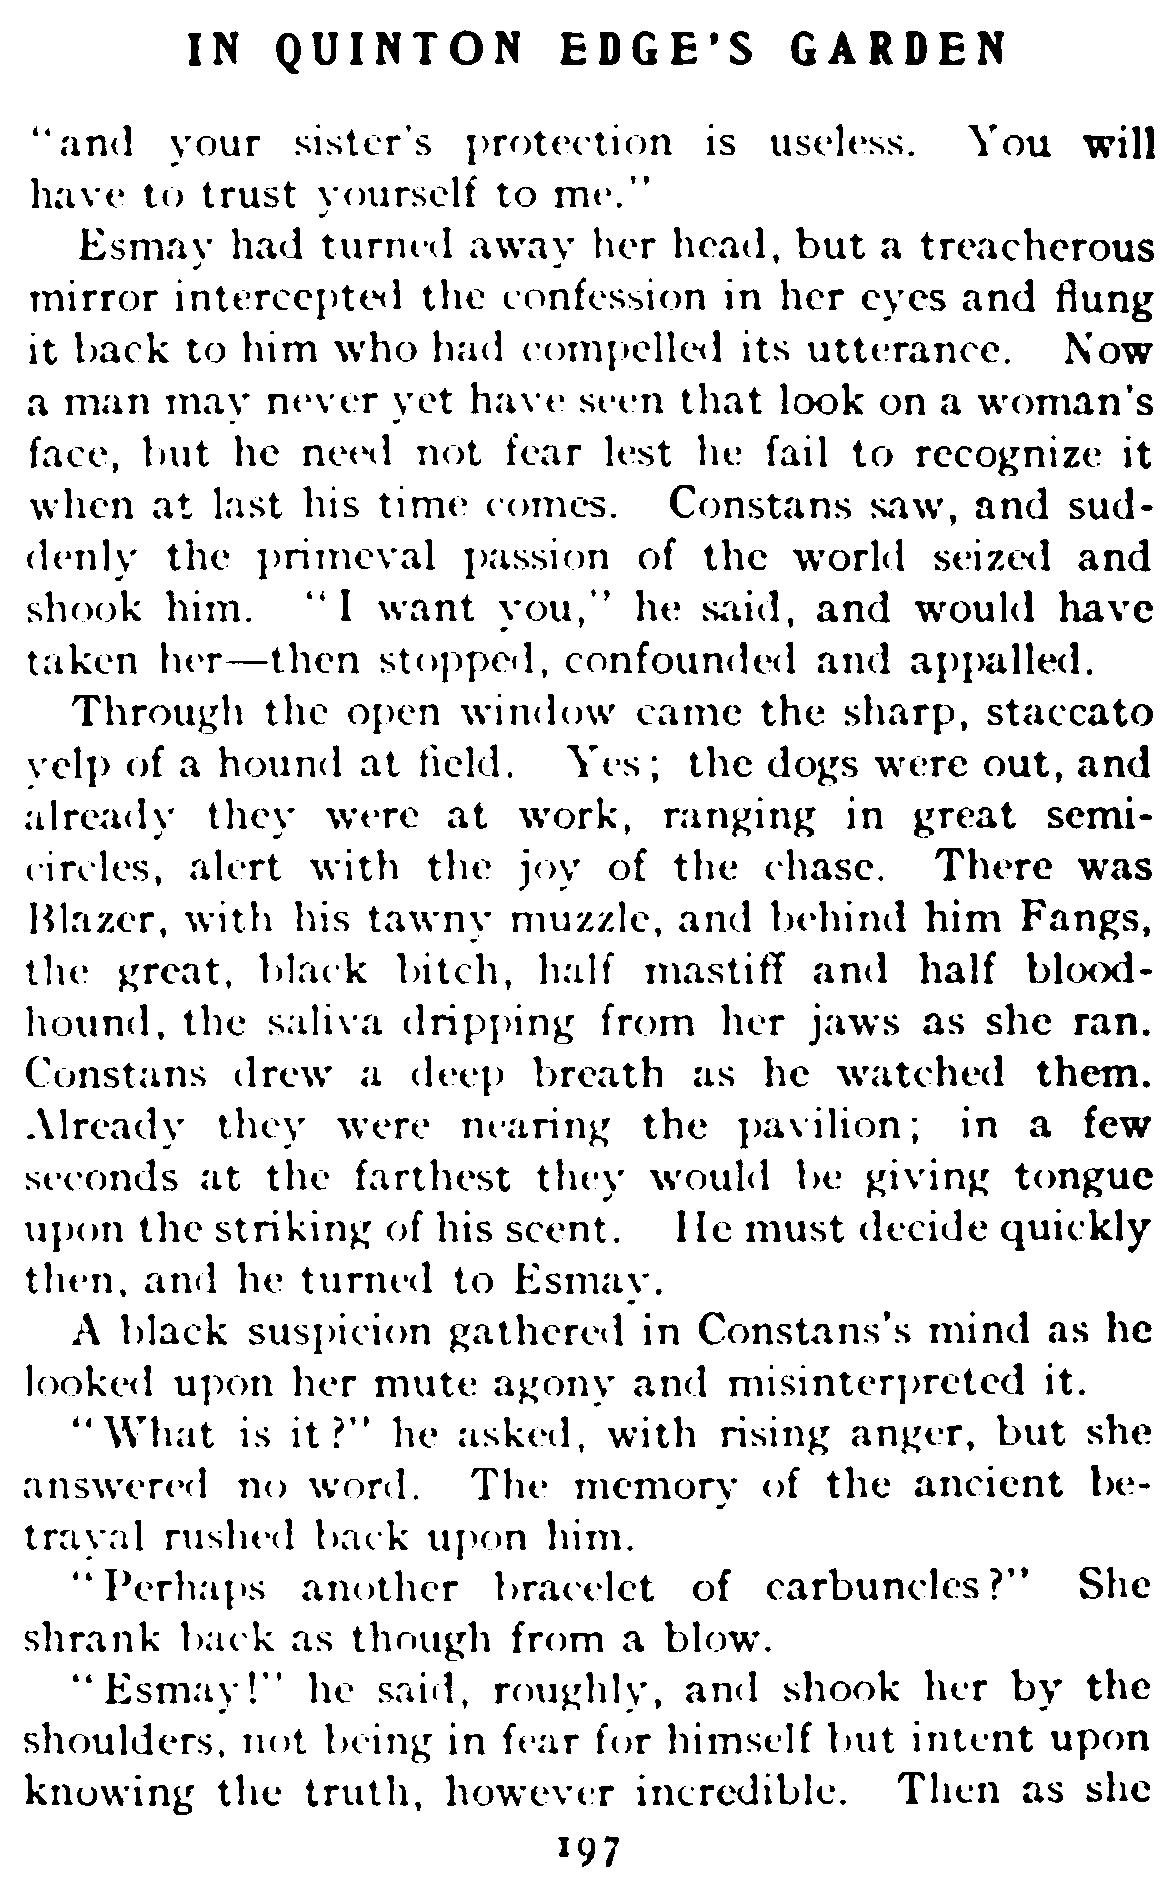 IN QUINTON EDGE'S GARDEN
"and your sister's protection is useless. You will
have to trust yourself to me."
Esmay had turned away her head, but a treacherous
mirror intercepted the confession in her eyes and flung
it back to him who had compelled its utterance. Now
a man may never yet have seen that look on a woman's
face, but he need not fear lest he fail to recognize it
when at last his time comes. Constans saw, and sud-
denly the primeval passion of the world seized and
shook him. "I want you," he said, and would have
taken her—then stopped, confounded and appalled.
Through the open window came the sharp, staccato
yelp of a hound at field. Yes; the dogs were out, and
already they were at work, ranging in great semi-
circles, alert with the joy of the chase. There was
Blazer, with his tawny muzzle, and behind him Fangs,
the great, black bitch, half mastiff and half blood-
hound, the saliva dripping from her jaws as she ran.
Constans drew a deep breath as he watched them.
Already they were nearing the pavilion; in a few
seconds at the farthest they would be giving tongue
upon the striking of his scent. He must decide quickly
then, and he turned to Esmay.
A black suspicion gathered in Constans's mind as he
looked upon her mute agony and misinterpreted it.
"What is it?" he asked, with rising anger, but she
answered no word. The memory of the ancient be-
trayal rushed back upon him.
"Perhaps another bracelet of carbuncles?" She
shrank back as though from a blow.
"Esmay!" he said, roughly, and shook her by the
shoulders, not being in fear for himself but intent upon
knowing the truth, however incredible. Then as she
197